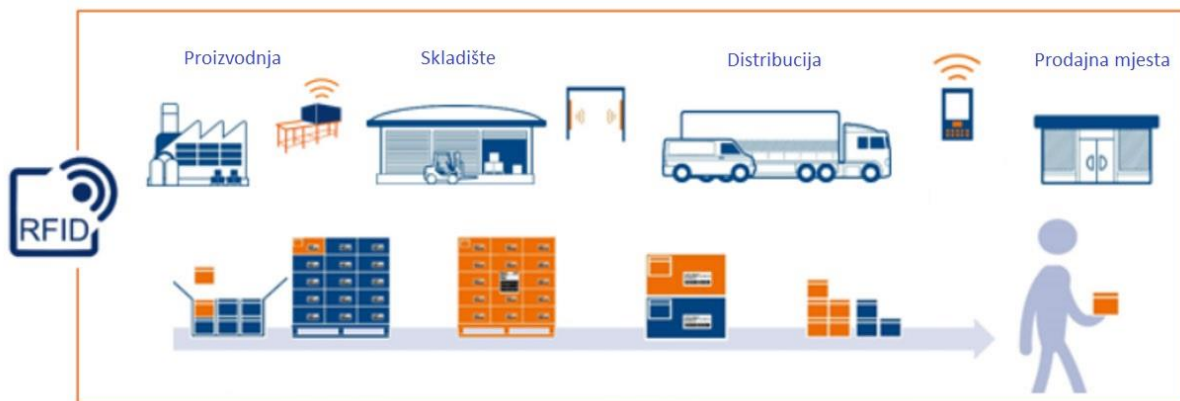 Proizvodnja
Skladište
Distribucija
Prodajna mjesta
RFID